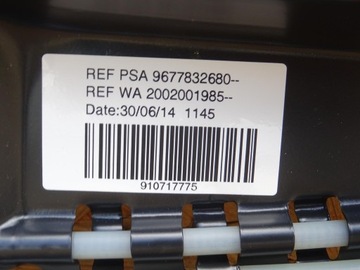 REF PSA 9677832680--
REF WA 2002001985--
Date:30/06/14 1145
910717775